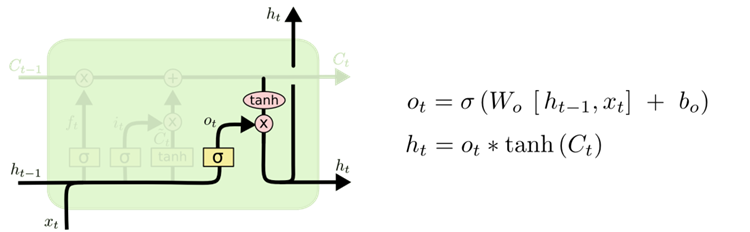 h_t
C_{t-1}
C_t
x
+
tanh
f_t
i_t
o_t
x
x
C̃_t
σ
σ
tanh
σ
h_{t-1}
h_t
x_t
o_t = σ (W_o [h_{t-1}, x_t] + b_o)
h_t = o_t * tanh (C_t)